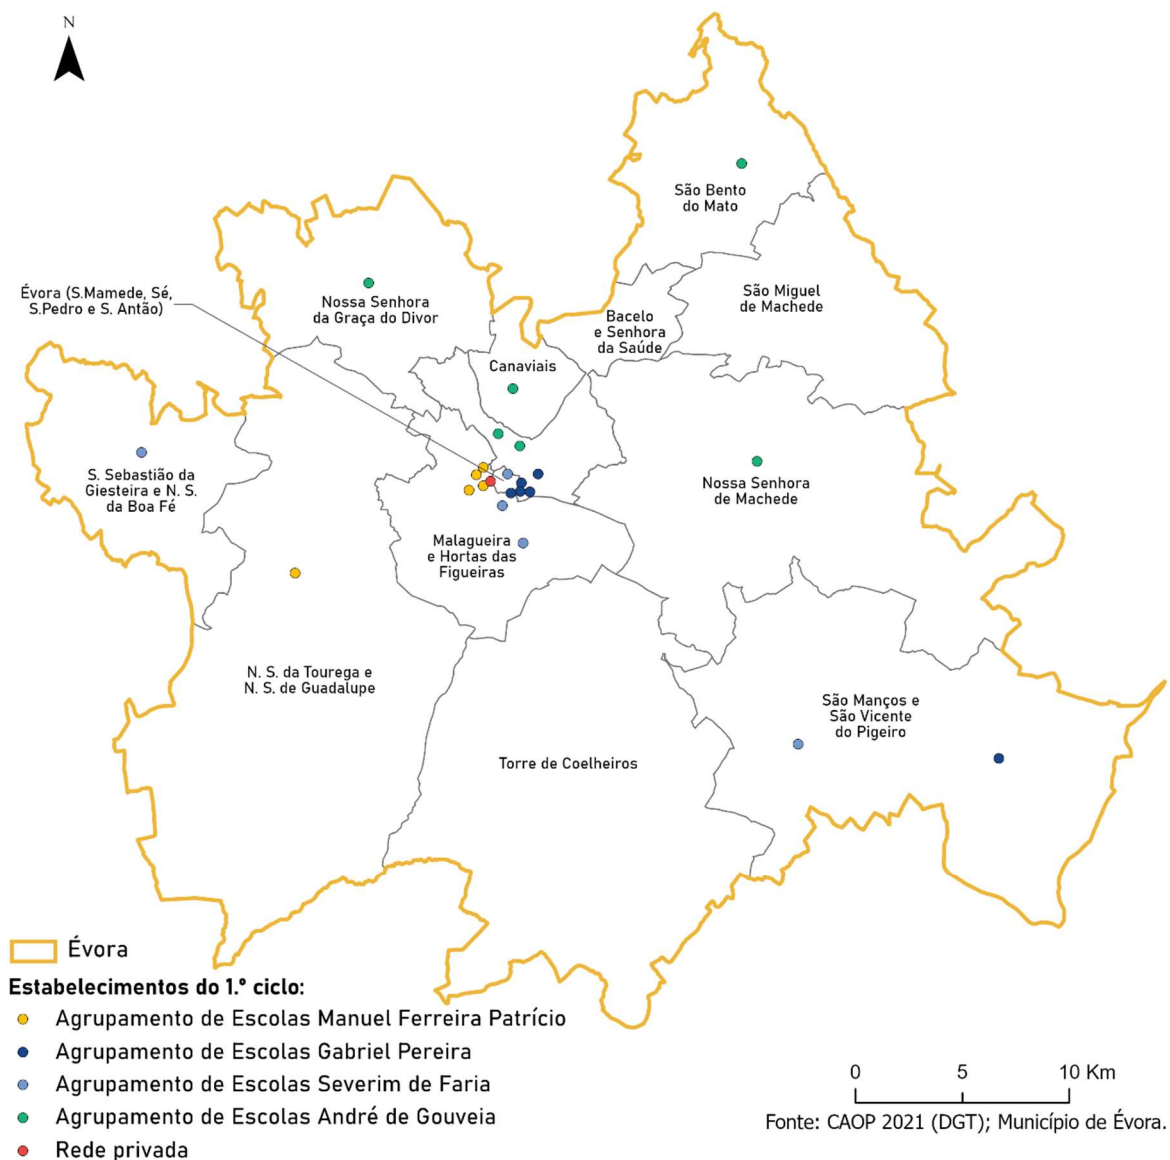 N
São Bento
do Mato
São Miguel
de Machede
Évora (S.Mamede, Sé,
S.Pedro e S. Antão)
Nossa Senhora
da Graça do Divor
Bacelo
e Senhora
da Saúde
Canaviais
S. Sebastião da
Giesteira e N. S.
da Boa Fé
Nossa Senhora
de Machede
Malagueira
e Hortas das
Figueiras
N. S. da Tourega e
N. S. de Guadalupe
São Manços e
São Vicente
do Pigeiro
Torre de Coelheiros
Évora
Estabelecimentos do 1.º ciclo:
Agrupamento de Escolas Manuel Ferreira Patrício
Agrupamento de Escolas Gabriel Pereira
Agrupamento de Escolas Severim de Faria
Agrupamento de Escolas André de Gouveia
Rede privada
0 5 10 Km
Fonte: CAOP 2021 (DGT); Município de Évora.